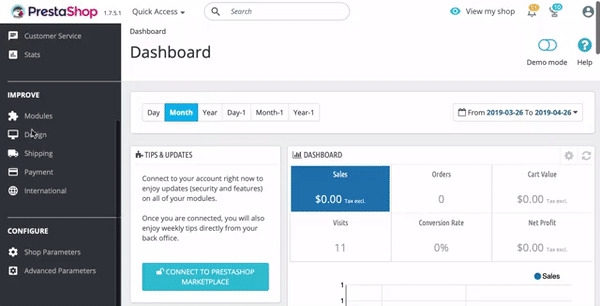 PrestaShop 1.7.5.1 Quick Access Search View my shop
Customer Service
Stats
IMPROVE
Modules
Design
Shipping
Payment
International
CONFIGURE
Shop Parameters
Advanced Parameters
Dashboard
Dashboard
Demo mode Help
Day Month Year Day-1 Month-1 Year-1
From 2019-03-26 To 2019-04-26
TIPS & UPDATES
Connect to your account right now to
enjoy updates (security and features)
on all of your modules.
Once you are connected, you will also
enjoy weekly tips directly from your
back office.
CONNECT TO PRESTASHOP
MARKETPLACE
DASHBOARD
Sales Orders Cart Value
$0.00 Tax excl. 0 $0.00 Tax excl.
Visits Conversion Rate Net Profit
11 0% $0.00 Tax excl.
Sales
1
1